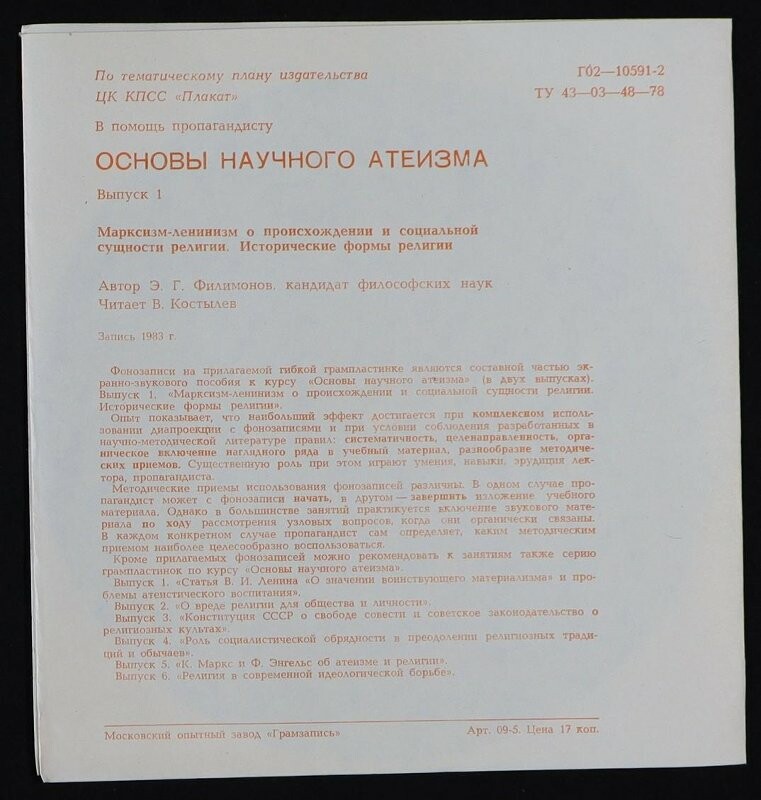 По тематическому плану издательства
ЦК КПСС «Плакат»
Г02—10591-2
ТУ 43—03—48—78
В помощь пропагандисту
ОСНОВЫ НАУЧНОГО АТЕИЗМА
Выпуск 1
Марксизм-ленинизм о происхождении и социальной
сущности религии. Исторические формы религии
Автор Э. Г. Филимонов, кандидат философских наук
Читает В. Костылев
Запись 1983 г.
Фонозаписи на прилагаемой гибкой грампластинке являются составной частью эк-
ранно-звукового пособия к курсу «Основы научного атеизма» (в двух выпусках).
Выпуск 1. «Марксизм-ленинизм о происхождении и социальной сущности религии.
Исторические формы религии».
Опыт показывает, что наибольший эффект достигается при комплексном исполь-
зовании диапроекции с фонозаписями и при условии соблюдения разработанных в
научно-методической литературе правил: систематичность, целенаправленность, орга-
ническое включение наглядного ряда в учебный материал, разнообразие методиче-
ских приемов. Существенную роль при этом играют умения, навыки, эрудиция лек-
тора, пропагандиста.
Методические приемы использования фонозаписей различны. В одном случае про-
пагандист может с фонозаписи начать, в другом — завершить изложение учебного
материала. Однако в большинстве занятий практикуется включение звукового мате-
риала по ходу рассмотрения узловых вопросов, когда они органически связаны.
В каждом конкретном случае пропагандист сам определяет, каким методическим
приемом наиболее целесообразно воспользоваться.
Кроме прилагаемых фонозаписей можно рекомендовать к занятиям также серию
грампластинок по курсу «Основы научного атеизма».
Выпуск 1. «Статья В. И. Ленина «О значении воинствующего материализма» и про-
блемы атеистического воспитания».
Выпуск 2. «О вреде религии для общества и личности».
Выпуск 3. «Конституция СССР о свободе совести и советское законодательство о
религиозных культах».
Выпуск 4. «Роль социалистической обрядности в преодолении религиозных тради-
ций и обычаев».
Выпуск 5. «К. Маркс и Ф. Энгельс об атеизме и религии».
Выпуск 6. «Религия в современной идеологической борьбе».
Московский опытный завод «Грамзапись»
Арт. 09-5. Цена 17 коп.